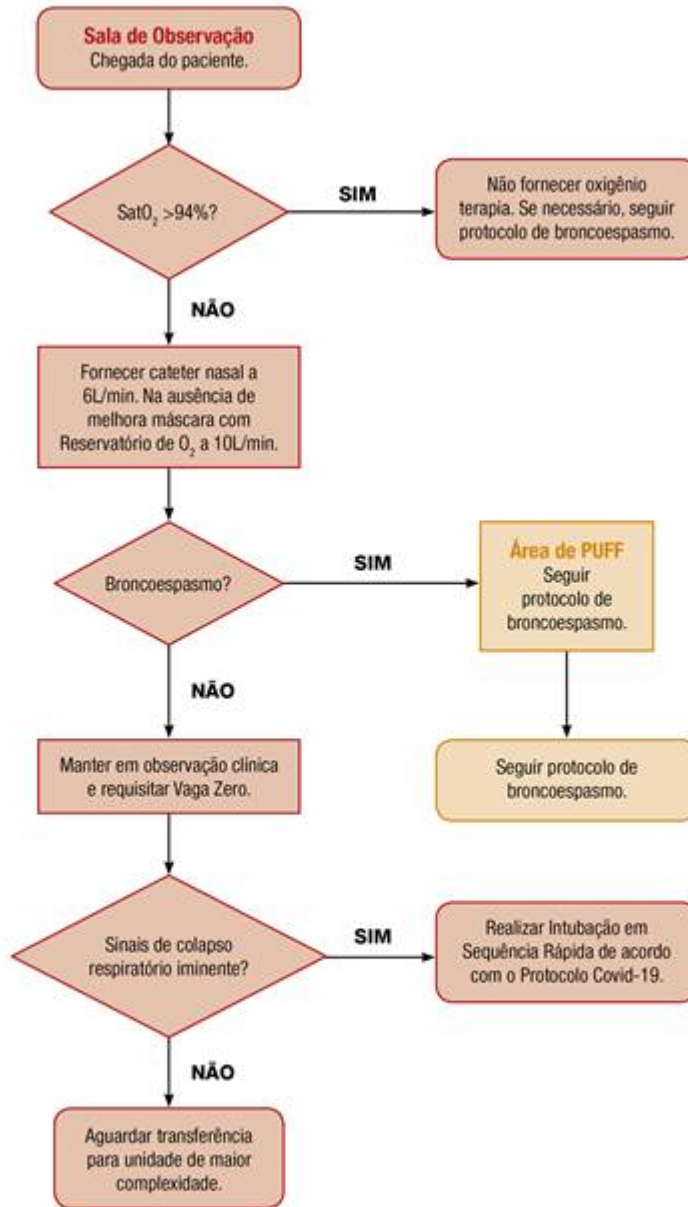 Sala de Observação
Chegada do paciente.
SatO₂ >94%?
SIM
Não fornecer oxigênio
terapia. Se necessário, seguir
protocolo de broncoespasmo.
NÃO
Fornecer cateter nasal a
6L/min. Na ausência de
melhora máscara com
Reservatório de O₂ a 10L/min.
Broncoespasmo?
SIM
Área de PUFF
Seguir
protocolo de
broncoespasmo.
NÃO
Manter em observação clínica
e requisitar Vaga Zero.
Seguir protocolo de
broncoespasmo.
Sinais de colapso
respiratório iminente?
SIM
Realizar Intubação em
Sequência Rápida de acordo
com o Protocolo Covid-19.
NÃO
Aguardar transferência
para unidade de maior
complexidade.